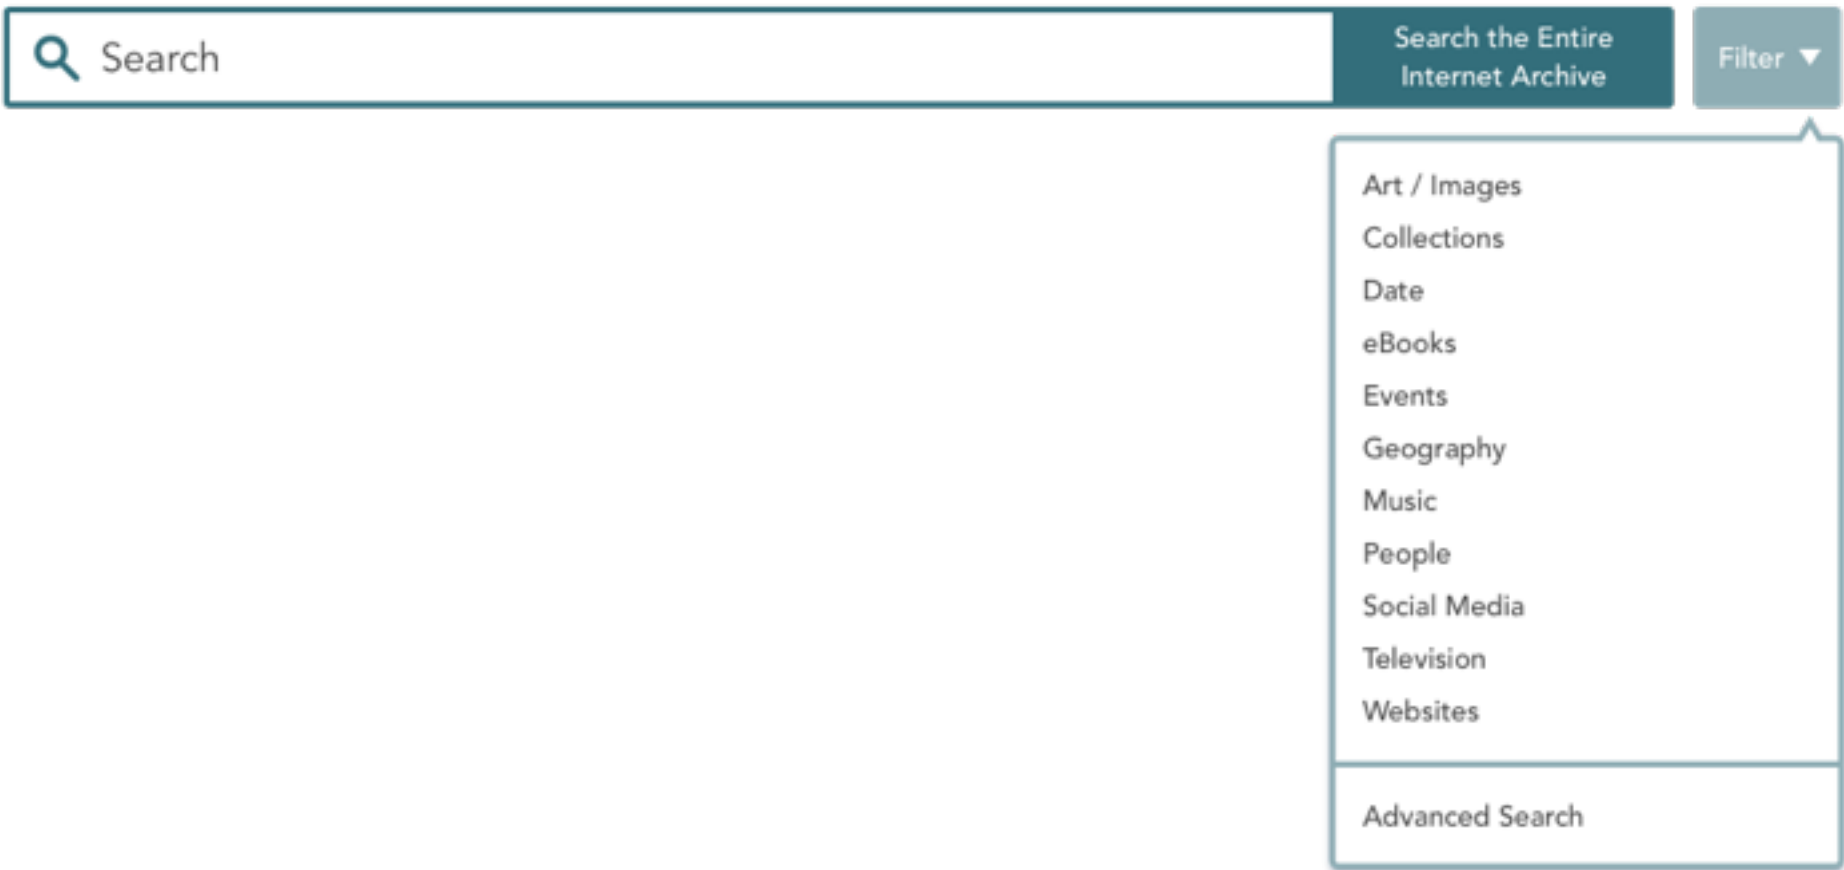 Search
Search the Entire
Internet Archive
Filter
Art / Images
Collections
Date
eBooks
Events
Geography
Music
People
Social Media
Television
Websites
Advanced Search